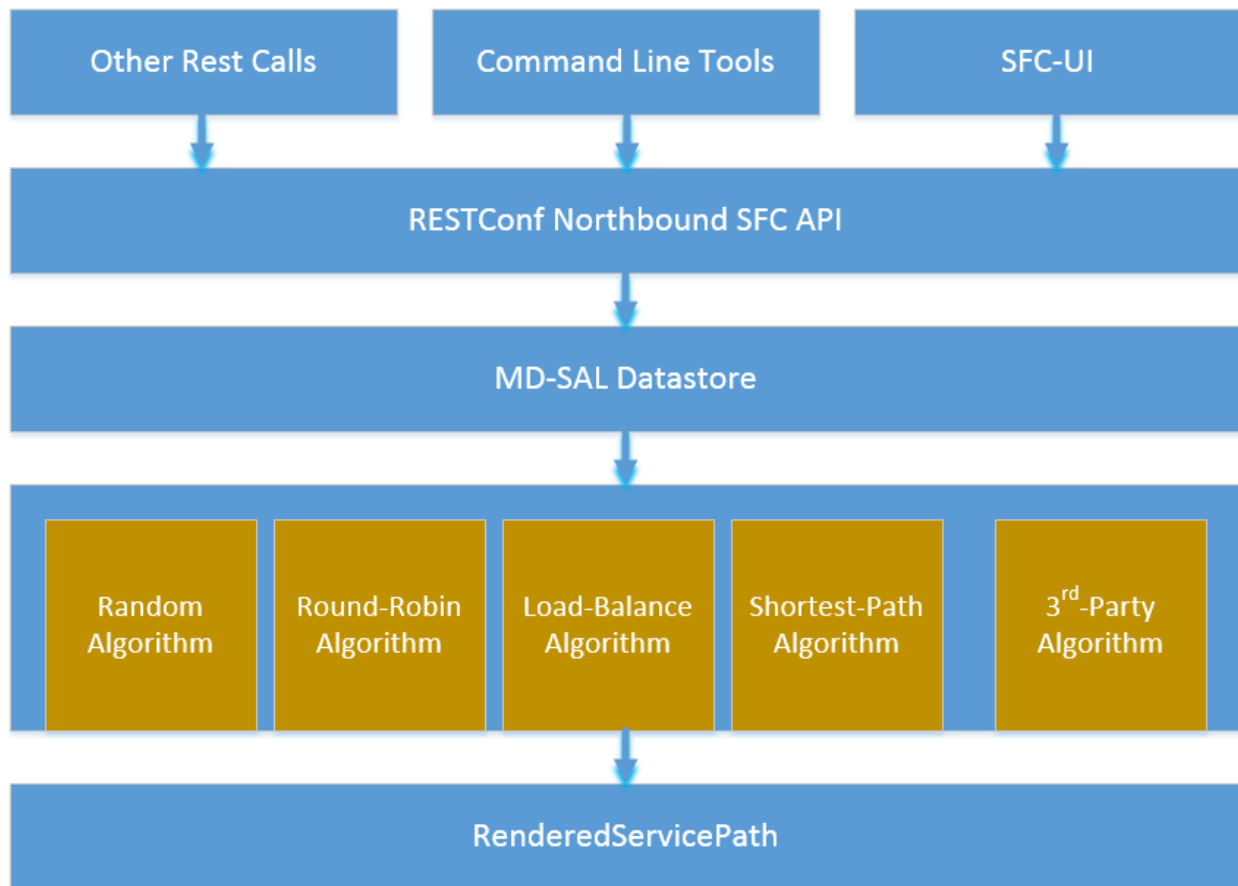 Other Rest Calls
Command Line Tools
SFC-UI
RESTConf Northbound SFC API
MD-SAL Datastore
Random
Algorithm
Round-Robin
Algorithm
Load-Balance
Algorithm
Shortest-Path
Algorithm
3rd-Party
Algorithm
RenderedServicePath